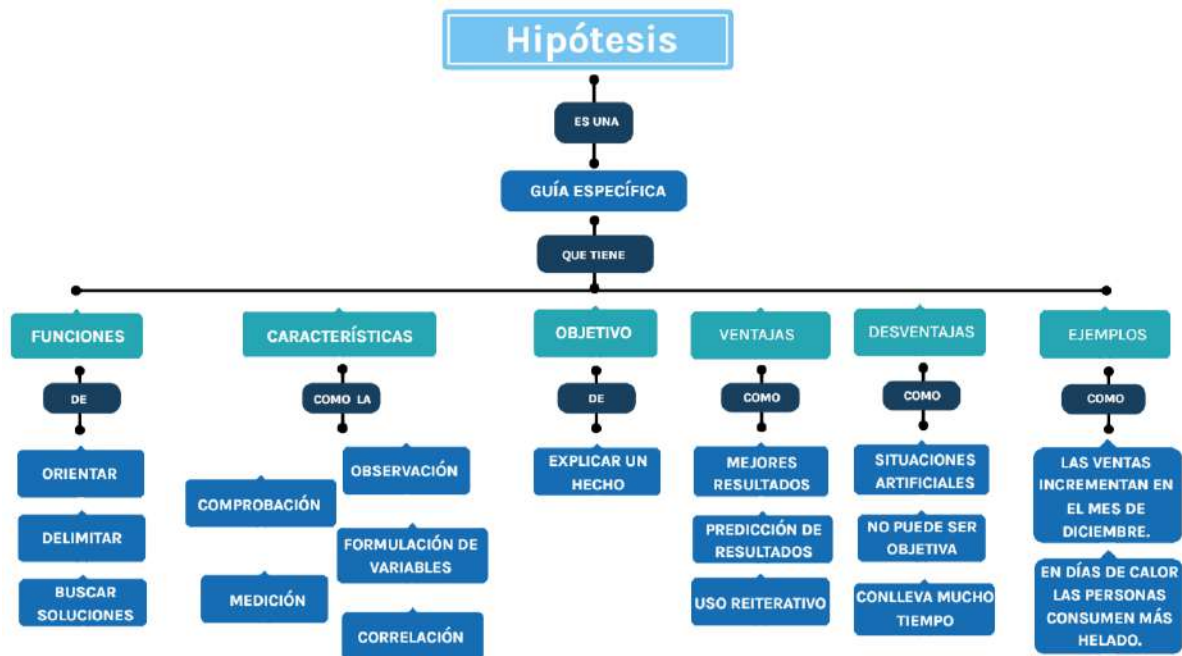 Hipótesis
ES UNA
GUÍA ESPECÍFICA
QUE TIENE
FUNCIONES
DE
ORIENTAR
DELIMITAR
BUSCAR
SOLUCIONES
CARACTERÍSTICAS
COMO LA
OBSERVACIÓN
COMPROBACIÓN
FORMULACIÓN DE
VARIABLES
MEDICIÓN
CORRELACIÓN
OBJETIVO
DE
EXPLICAR UN
HECHO
VENTAJAS
COMO
MEJORES
RESULTADOS
PREDICCIÓN DE
RESULTADOS
USO REITERATIVO
DESVENTAJAS
COMO
SITUACIONES
ARTIFICIALES
NO PUEDE SER
OBJETIVA
CONLLEVA MUCHO
TIEMPO
EJEMPLOS
COMO
LAS VENTAS
INCREMENTAN EN
EL MES DE
DICIEMBRE.
EN DÍAS DE CALOR
LAS PERSONAS
CONSUMEN MÁS
HELADO.